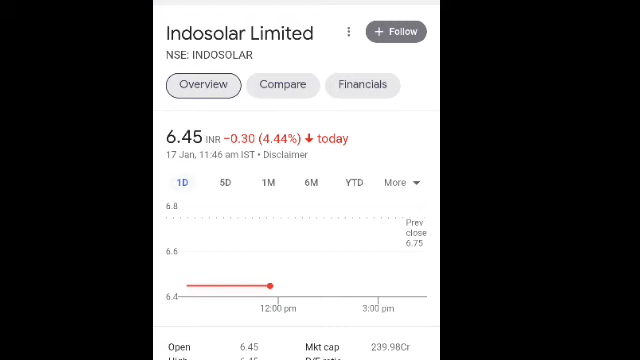 Indosolar Limited
+ Follow
NSE: INDOSOLAR
Overview
Compare
Financials
6.45 INR −0.30 (4.44%) ↓ today
17 Jan, 11:46 am IST • Disclaimer
1D 5D 1M 6M YTD More
6.8
Prev
close
6.75
6.6
6.4
12:00 pm 3:00 pm
Open 6.45 Mkt cap 239.98Cr